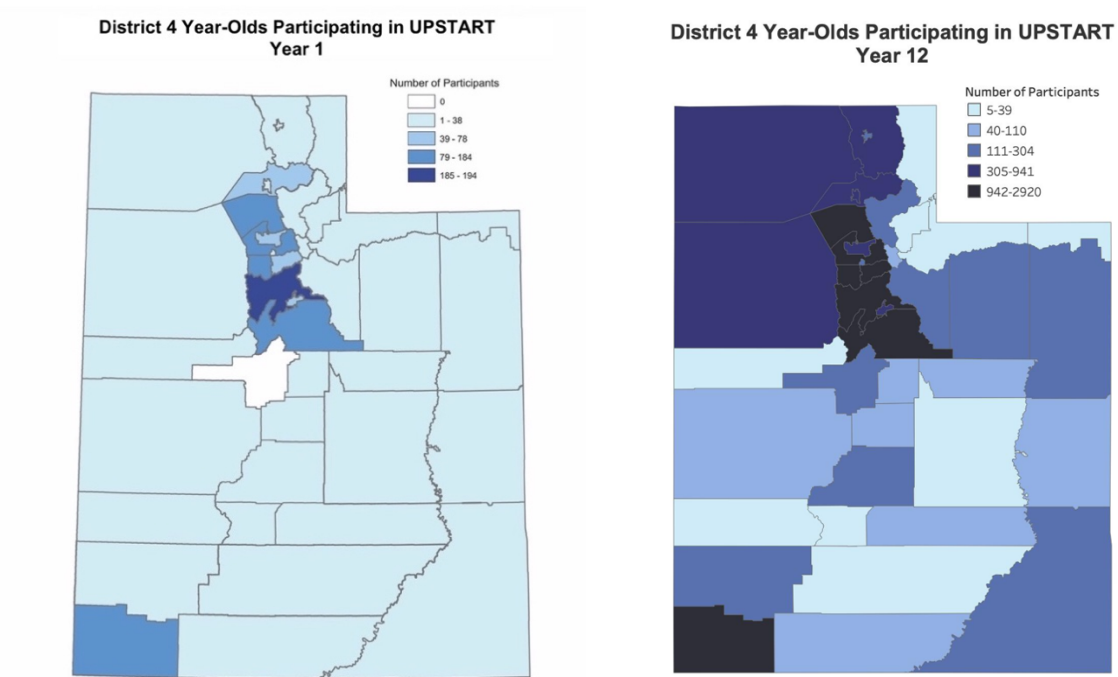 District 4 Year-Olds Participating in UPSTART
Year 1
Number of Participants
0
1 - 38
39 - 78
79 - 184
185 - 194
District 4 Year-Olds Participating in UPSTART
Year 12
Number of Participants
5-39
40-110
111-304
305-941
942-2920